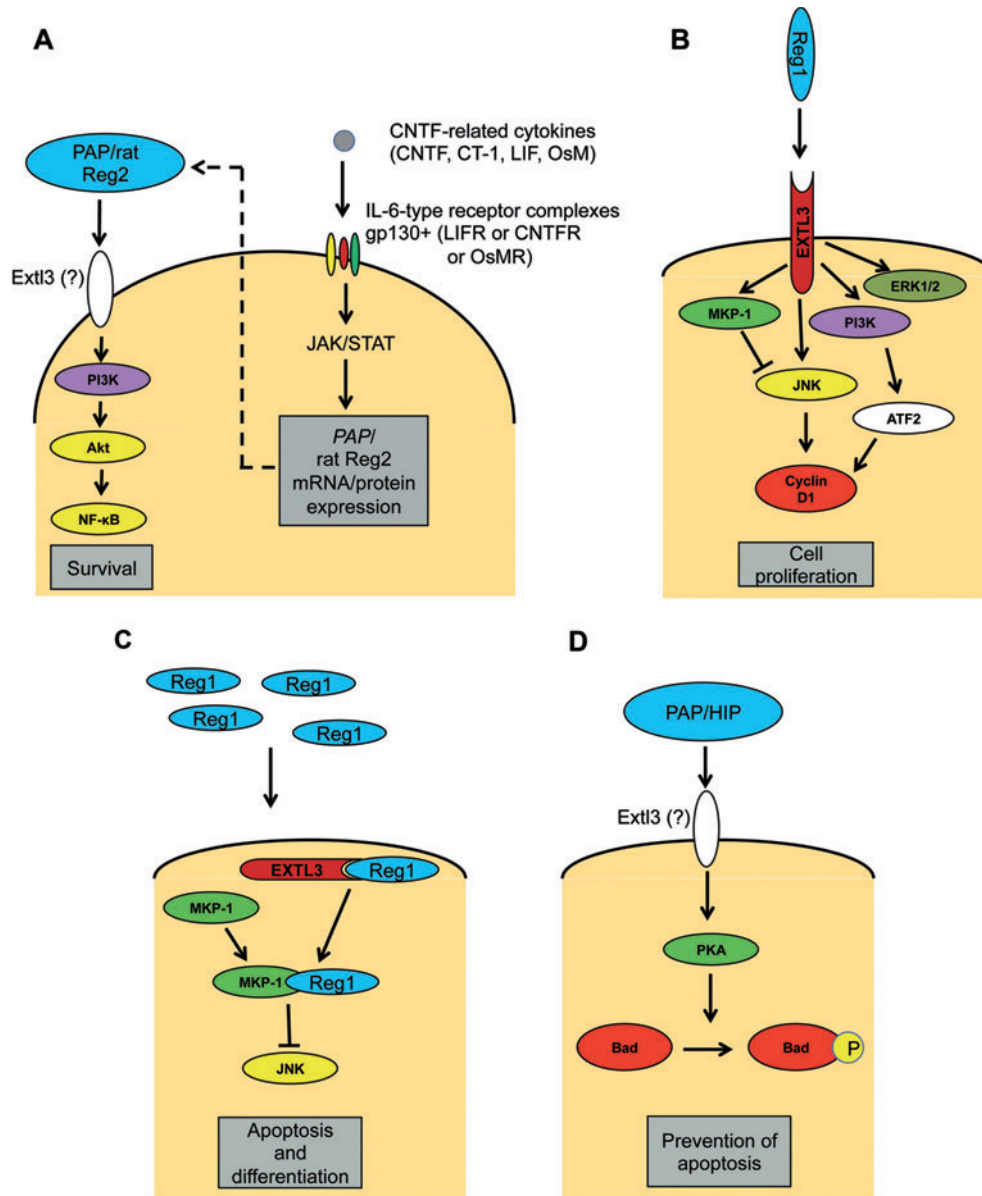 A
PAP/rat
Reg2
CNTF-related cytokines
(CNTF, CT-1, LIF, OsM)
IL-6-type receptor complexes
gp130+ (LIFR or CNTFR
or OsMR)
Extl3 (?)
JAK/STAT
PI3K
Akt
NF-κB
Survival
PAP/
rat Reg2
mRNA/protein
expression
B
Reg1
EXTL3
ERK1/2
MKP-1
PI3K
JNK
ATF2
Cyclin
D1
Cell
proliferation
C
Reg1
Reg1
Reg1
Reg1
EXTL3
Reg1
MKP-1
MKP-1
Reg1
JNK
Apoptosis
and
differentiation
D
PAP/HIP
Extl3 (?)
PKA
Bad
Bad
P
Prevention of
apoptosis